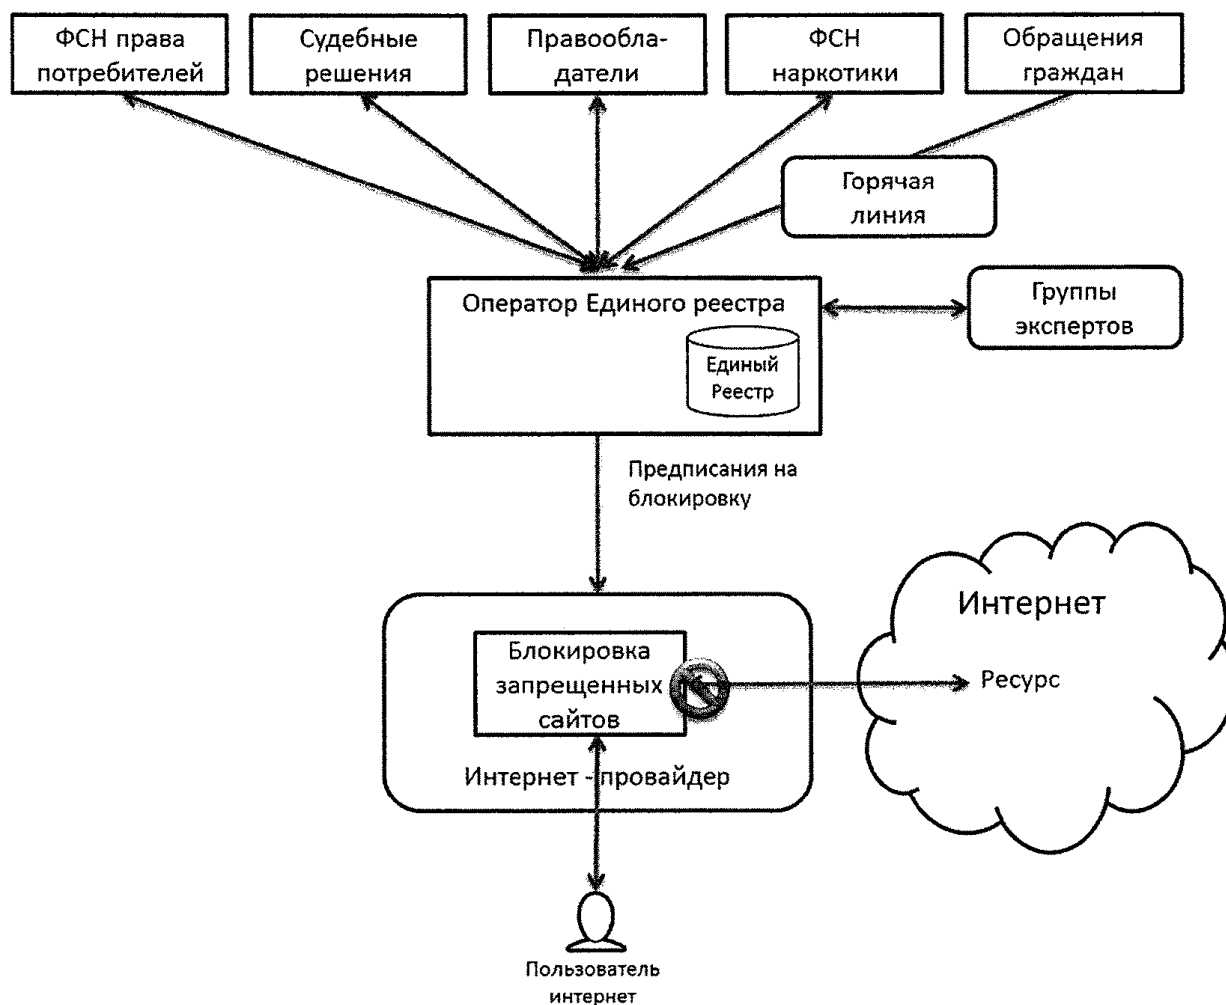 ФСН права
потребителей
Судебные
решения
Правообла-
датели
ФСН
наркотики
Обращения
граждан
Горячая
линия
Оператор Единого реестра
Единый
Реестр
Группы
экспертов
Предписания на
блокировку
Интернет
Блокировка
запрещенных
сайтов
Ресурс
Интернет - провайдер
Пользователь
интернет